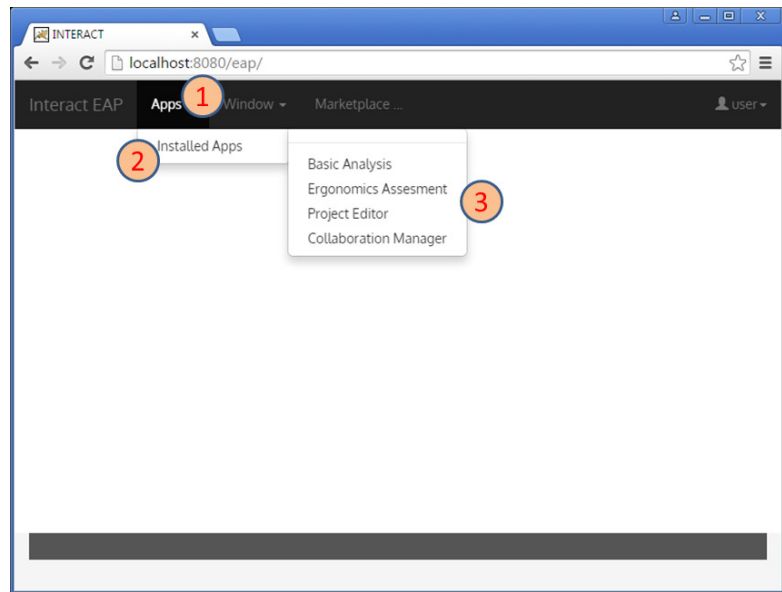 INTERACT
localhost:8080/eap/
Interact EAP Apps 1 Window Marketplace ... user
2 Installed Apps
Basic Analysis
Ergonomics Assesment 3
Project Editor
Collaboration Manager